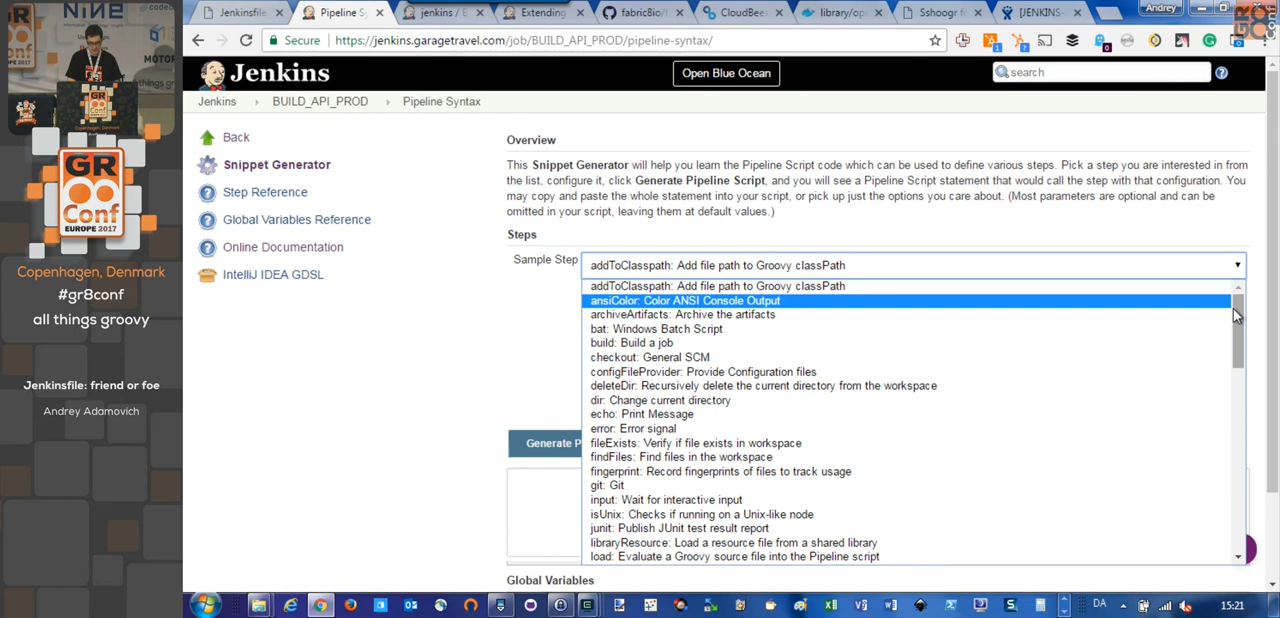 GR
Conf
EUROPE 2017
Copenhagen, Denmark
#gr8conf
all things groovy
Jenkinsfile: friend or foe
Andrey Adamovich
Jenkinsfile
Pipeline Sy
jenkins / E
Extending
fabric8io/f
CloudBee
library/op
Sshoogr fo
[JENKINS-
Andrey
Secure
https://jenkins.garagetravel.com/job/BUILD_API_PROD/pipeline-syntax/
Jenkins
Open Blue Ocean
search
Jenkins
BUILD_API_PROD
Pipeline Syntax
Back
Snippet Generator
Step Reference
Global Variables Reference
Online Documentation
IntelliJ IDEA GDSL
Overview
This Snippet Generator will help you learn the Pipeline Script code which can be used to define various steps. Pick a step you are interested in from
the list, configure it, click Generate Pipeline Script, and you will see a Pipeline Script statement that would call the step with that configuration. You
may copy and paste the whole statement into your script, or pick up just the options you care about. (Most parameters are optional and can be
omitted in your script, leaving them at default values.)
Steps
Sample Step
addToClasspath: Add file path to Groovy classPath
addToClasspath: Add file path to Groovy classPath
ansiColor: Color ANSI Console Output
archiveArtifacts: Archive the artifacts
bat: Windows Batch Script
build: Build a job
checkout: General SCM
configFileProvider: Provide Configuration files
deleteDir: Recursively delete the current directory from the workspace
dir: Change current directory
echo: Print Message
error: Error signal
fileExists: Verify if file exists in workspace
findFiles: Find files in the workspace
fingerprint: Record fingerprints of files to track usage
git: Git
input: Wait for interactive input
isUnix: Checks if running on a Unix-like node
junit: Publish JUnit test result report
libraryResource: Load a resource file from a shared library
load: Evaluate a Groovy source file into the Pipeline script
Generate P
Global Variables
DA
15:21